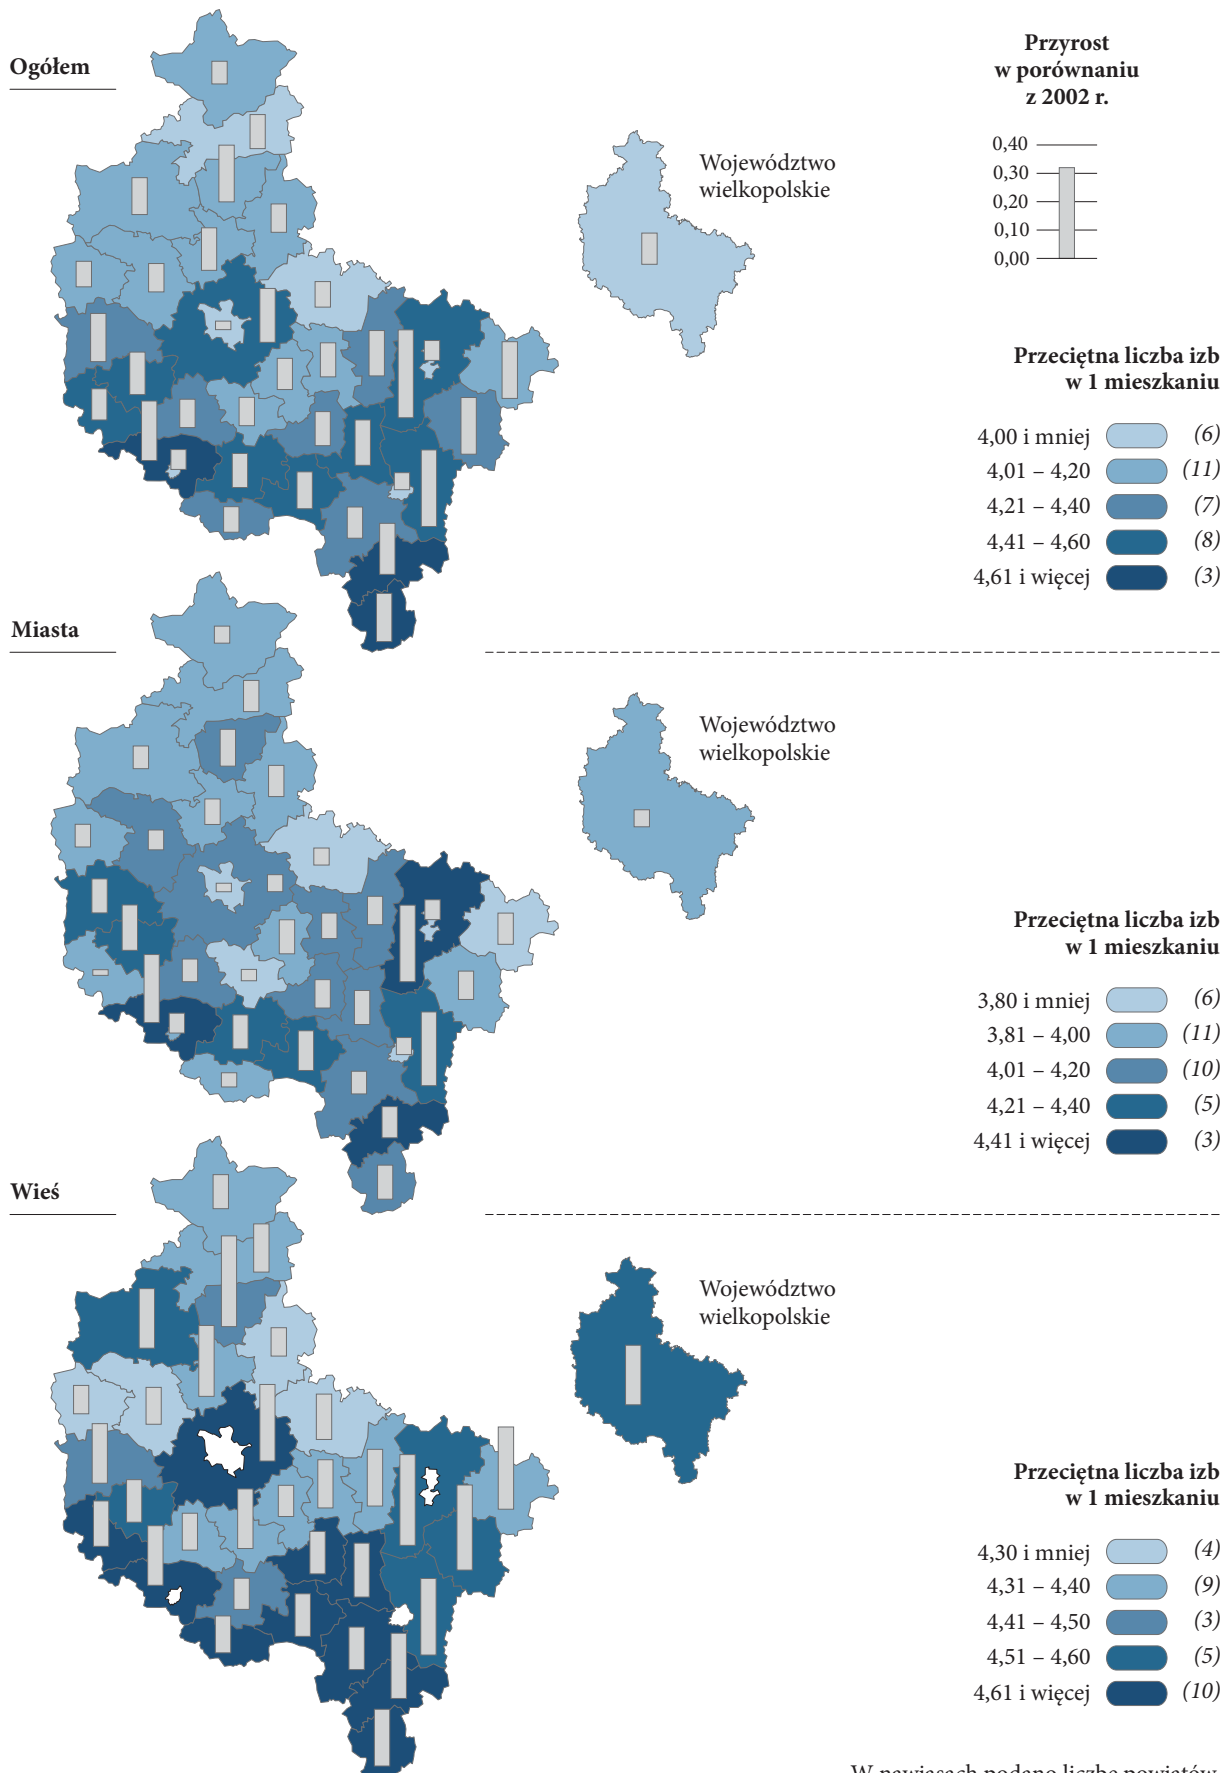 Ogółem
Przyrost
w porównaniu
z 2002 r.
0,40
0,30
0,20
0,10
0,00
Województwo
wielkopolskie
Przeciętna liczba izb
w 1 mieszkaniu
4,00 i mniej (6)
4,01 – 4,20 (11)
4,21 – 4,40 (7)
4,41 – 4,60 (8)
4,61 i więcej (3)
Miasta
Województwo
wielkopolskie
Przeciętna liczba izb
w 1 mieszkaniu
3,80 i mniej (6)
3,81 – 4,00 (11)
4,01 – 4,20 (10)
4,21 – 4,40 (5)
4,41 i więcej (3)
Wieś
Województwo
wielkopolskie
Przeciętna liczba izb
w 1 mieszkaniu
4,30 i mniej (4)
4,31 – 4,40 (9)
4,41 – 4,50 (3)
4,51 – 4,60 (5)
4,61 i więcej (10)
W nawiasach podano liczbę powiatów.